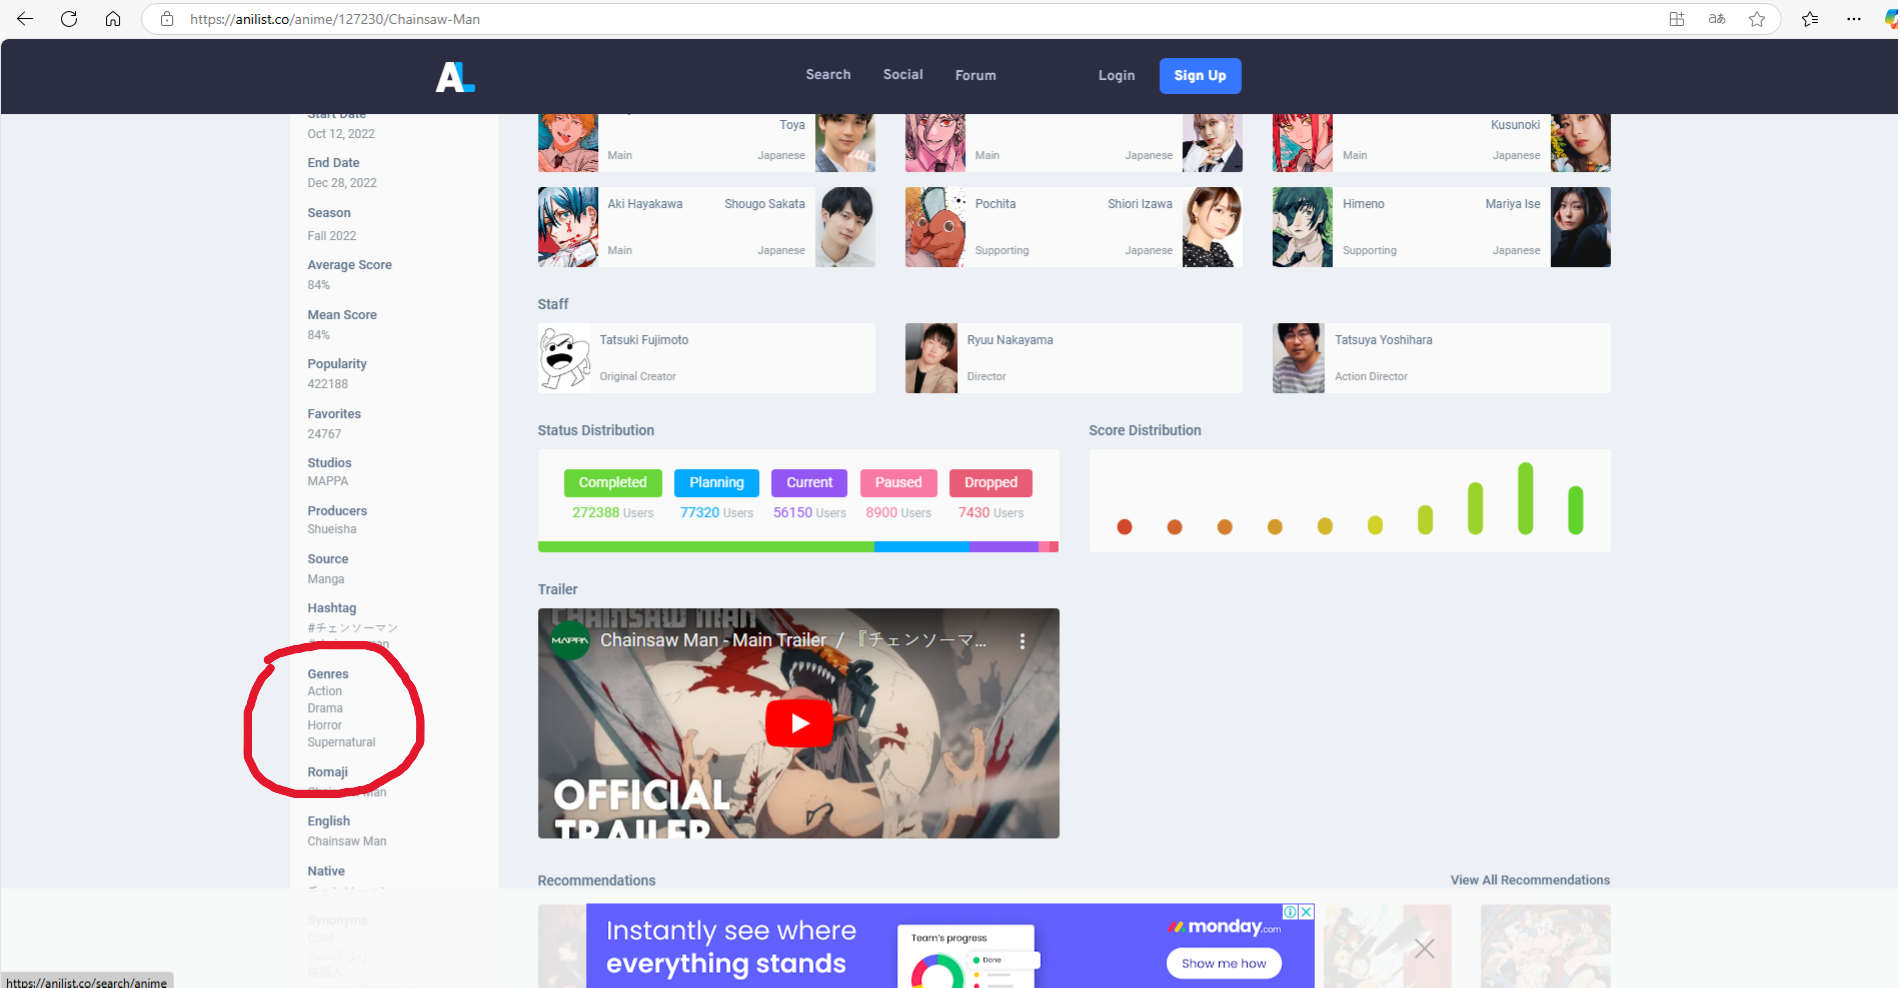 https://anilist.co/anime/127230/Chainsaw-Man
AL
Search
Social
Forum
Login
Sign Up
Start Date
Oct 12, 2022
End Date
Dec 28, 2022
Season
Fall 2022
Average Score
84%
Mean Score
84%
Popularity
422188
Favorites
24767
Studios
MAPPA
Producers
Shueisha
Source
Manga
Hashtag
#チェンソーマン
Genres
Action
Drama
Horror
Supernatural
Romaji
Chainsaw Man
English
Chainsaw Man
Native
Synonyms
CSM
Toya
Main
Japanese
Main
Japanese
Kusunoki
Main
Japanese
Aki Hayakawa
Shougo Sakata
Main
Japanese
Pochita
Shiori Izawa
Supporting
Japanese
Himeno
Mariya Ise
Supporting
Japanese
Staff
Tatsuki Fujimoto
Original Creator
Ryuu Nakayama
Director
Tatsuya Yoshihara
Action Director
Status Distribution
Completed
272388 Users
Planning
77320 Users
Current
56150 Users
Paused
8900 Users
Dropped
7430 Users
Score Distribution
Trailer
CHAINSAW MAN
MAPPA
Chainsaw Man - Main Trailer / 『チェンソーマ...
OFFICIAL
TRAILER
Recommendations
View All Recommendations
Instantly see where
everything stands
Team's progress
Done
monday.com
Show me how
https://anilist.co/search/anime